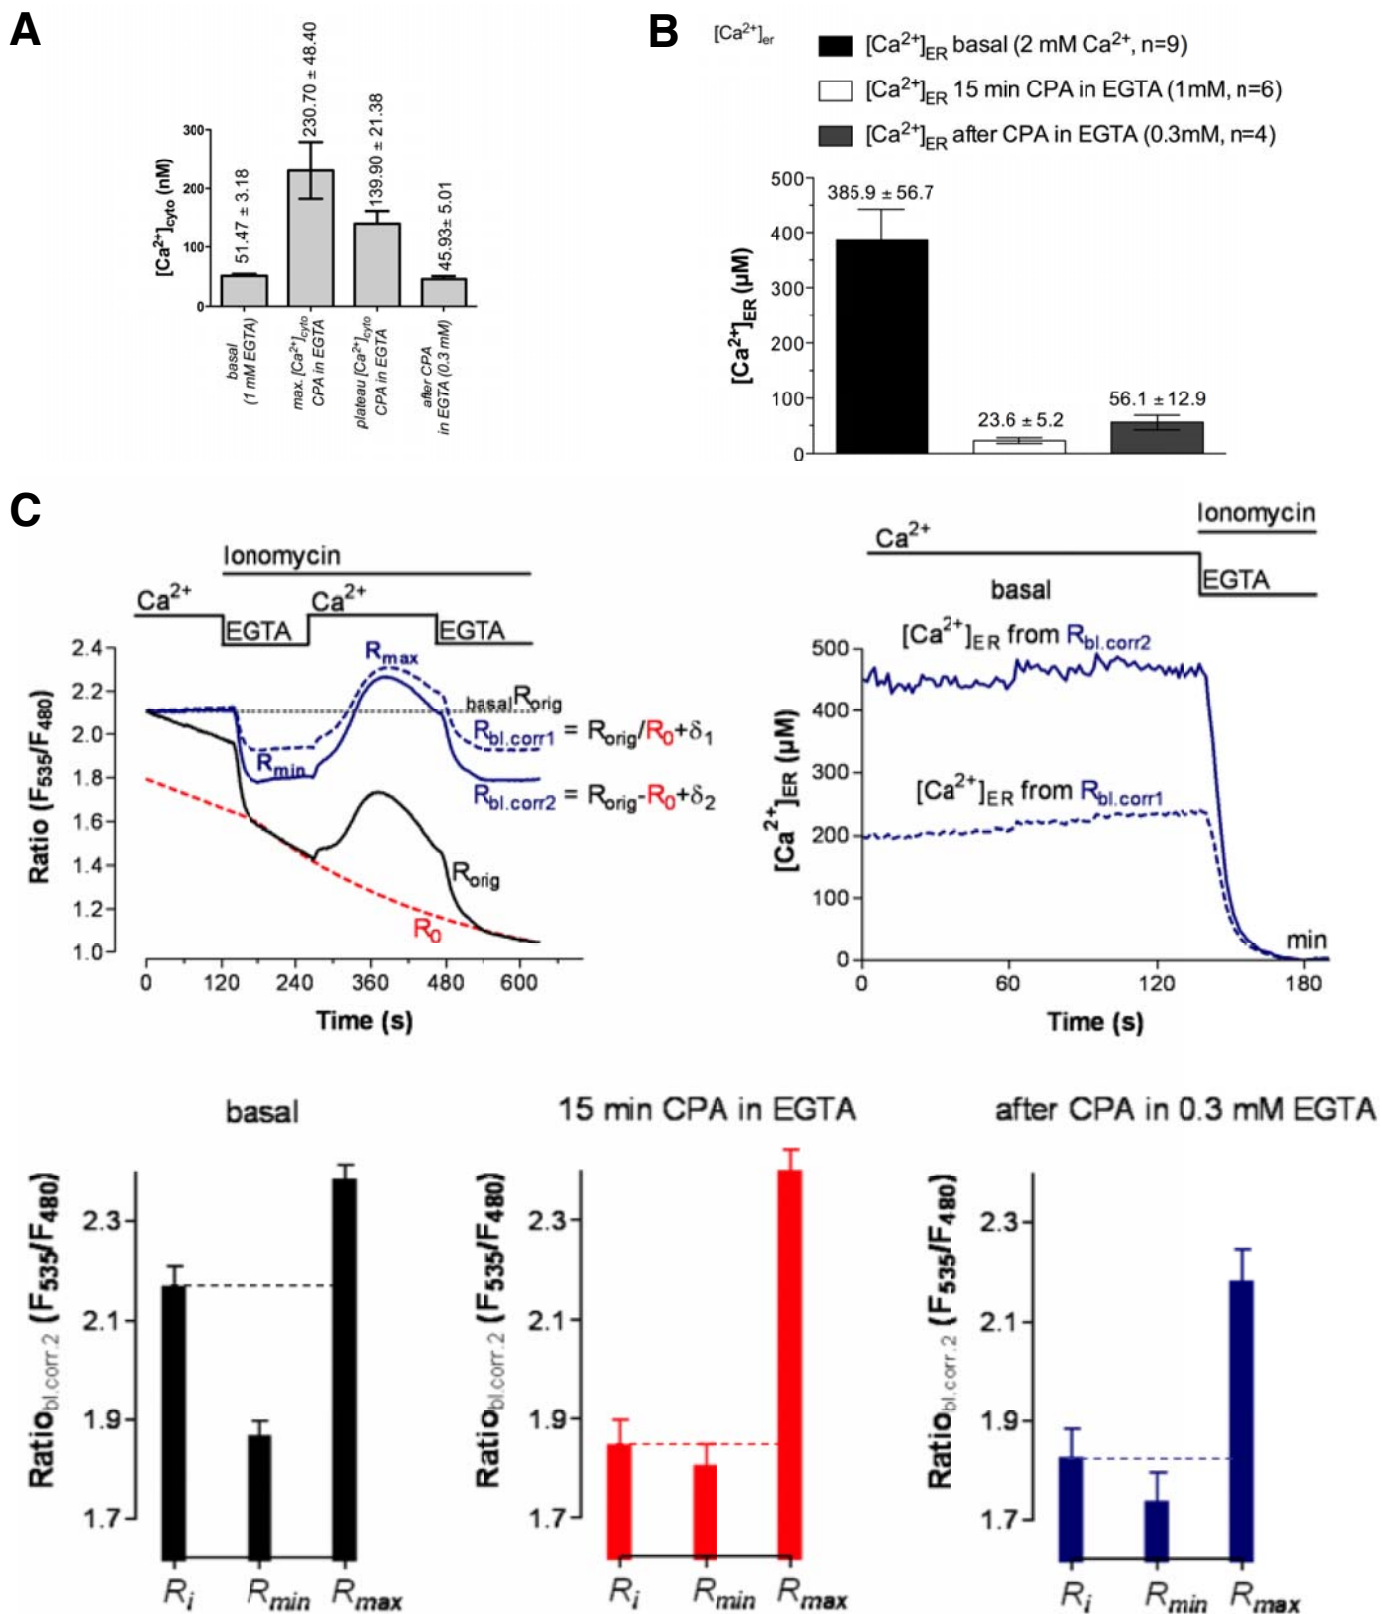 A
[Ca²⁺]cyto (nM)
300
200
100
0
51.47 ± 3.18
230.70 ± 48.40
139.90 ± 21.38
45.93± 5.01
basal
(1 mM EGTA)
max. [Ca²⁺]cyto
CPA in EGTA
plateau [Ca²⁺]cyto
CPA in EGTA
after CPA
in EGTA (0.3 mM)
B
[Ca²⁺]er
[Ca²⁺]ER basal (2 mM Ca²⁺, n=9)
[Ca²⁺]ER 15 min CPA in EGTA (1mM, n=6)
[Ca²⁺]ER after CPA in EGTA (0.3mM, n=4)
[Ca²⁺]ER (µM)
500
400
300
200
100
0
385.9 ± 56.7
23.6 ± 5.2
56.1 ±12.9
C
Ionomycin
Ca²⁺
EGTA
Ca²⁺
EGTA
Ratio (F535/F480)
2.4
2.2
2.0
1.8
1.6
1.4
1.2
1.0
Rmax
basalRorig
Rbl.corr1 = Rorig/R0+δ1
Rmin
Rbl.corr2 = Rorig-R0+δ2
Rorig
R0
0 120 240 360 480 600
Time (s)
Ionomycin
Ca²⁺
EGTA
basal
[Ca²⁺]ER from Rbl.corr2
[Ca²⁺]ER from Rbl.corr1
min
[Ca²⁺]ER (µM)
500
400
300
200
100
0
0 60 120 180
Time (s)
basal
Ratiobl.corr.2 (F535/F480)
2.3
2.1
1.9
1.7
Ri Rmin Rmax
15 min CPA in EGTA
Ratiobl.corr.2 (F535/F480)
2.3
2.1
1.9
1.7
Ri Rmin Rmax
after CPA in 0.3 mM EGTA
Ratiobl.corr.2 (F535/F480)
2.3
2.1
1.9
1.7
Ri Rmin Rmax